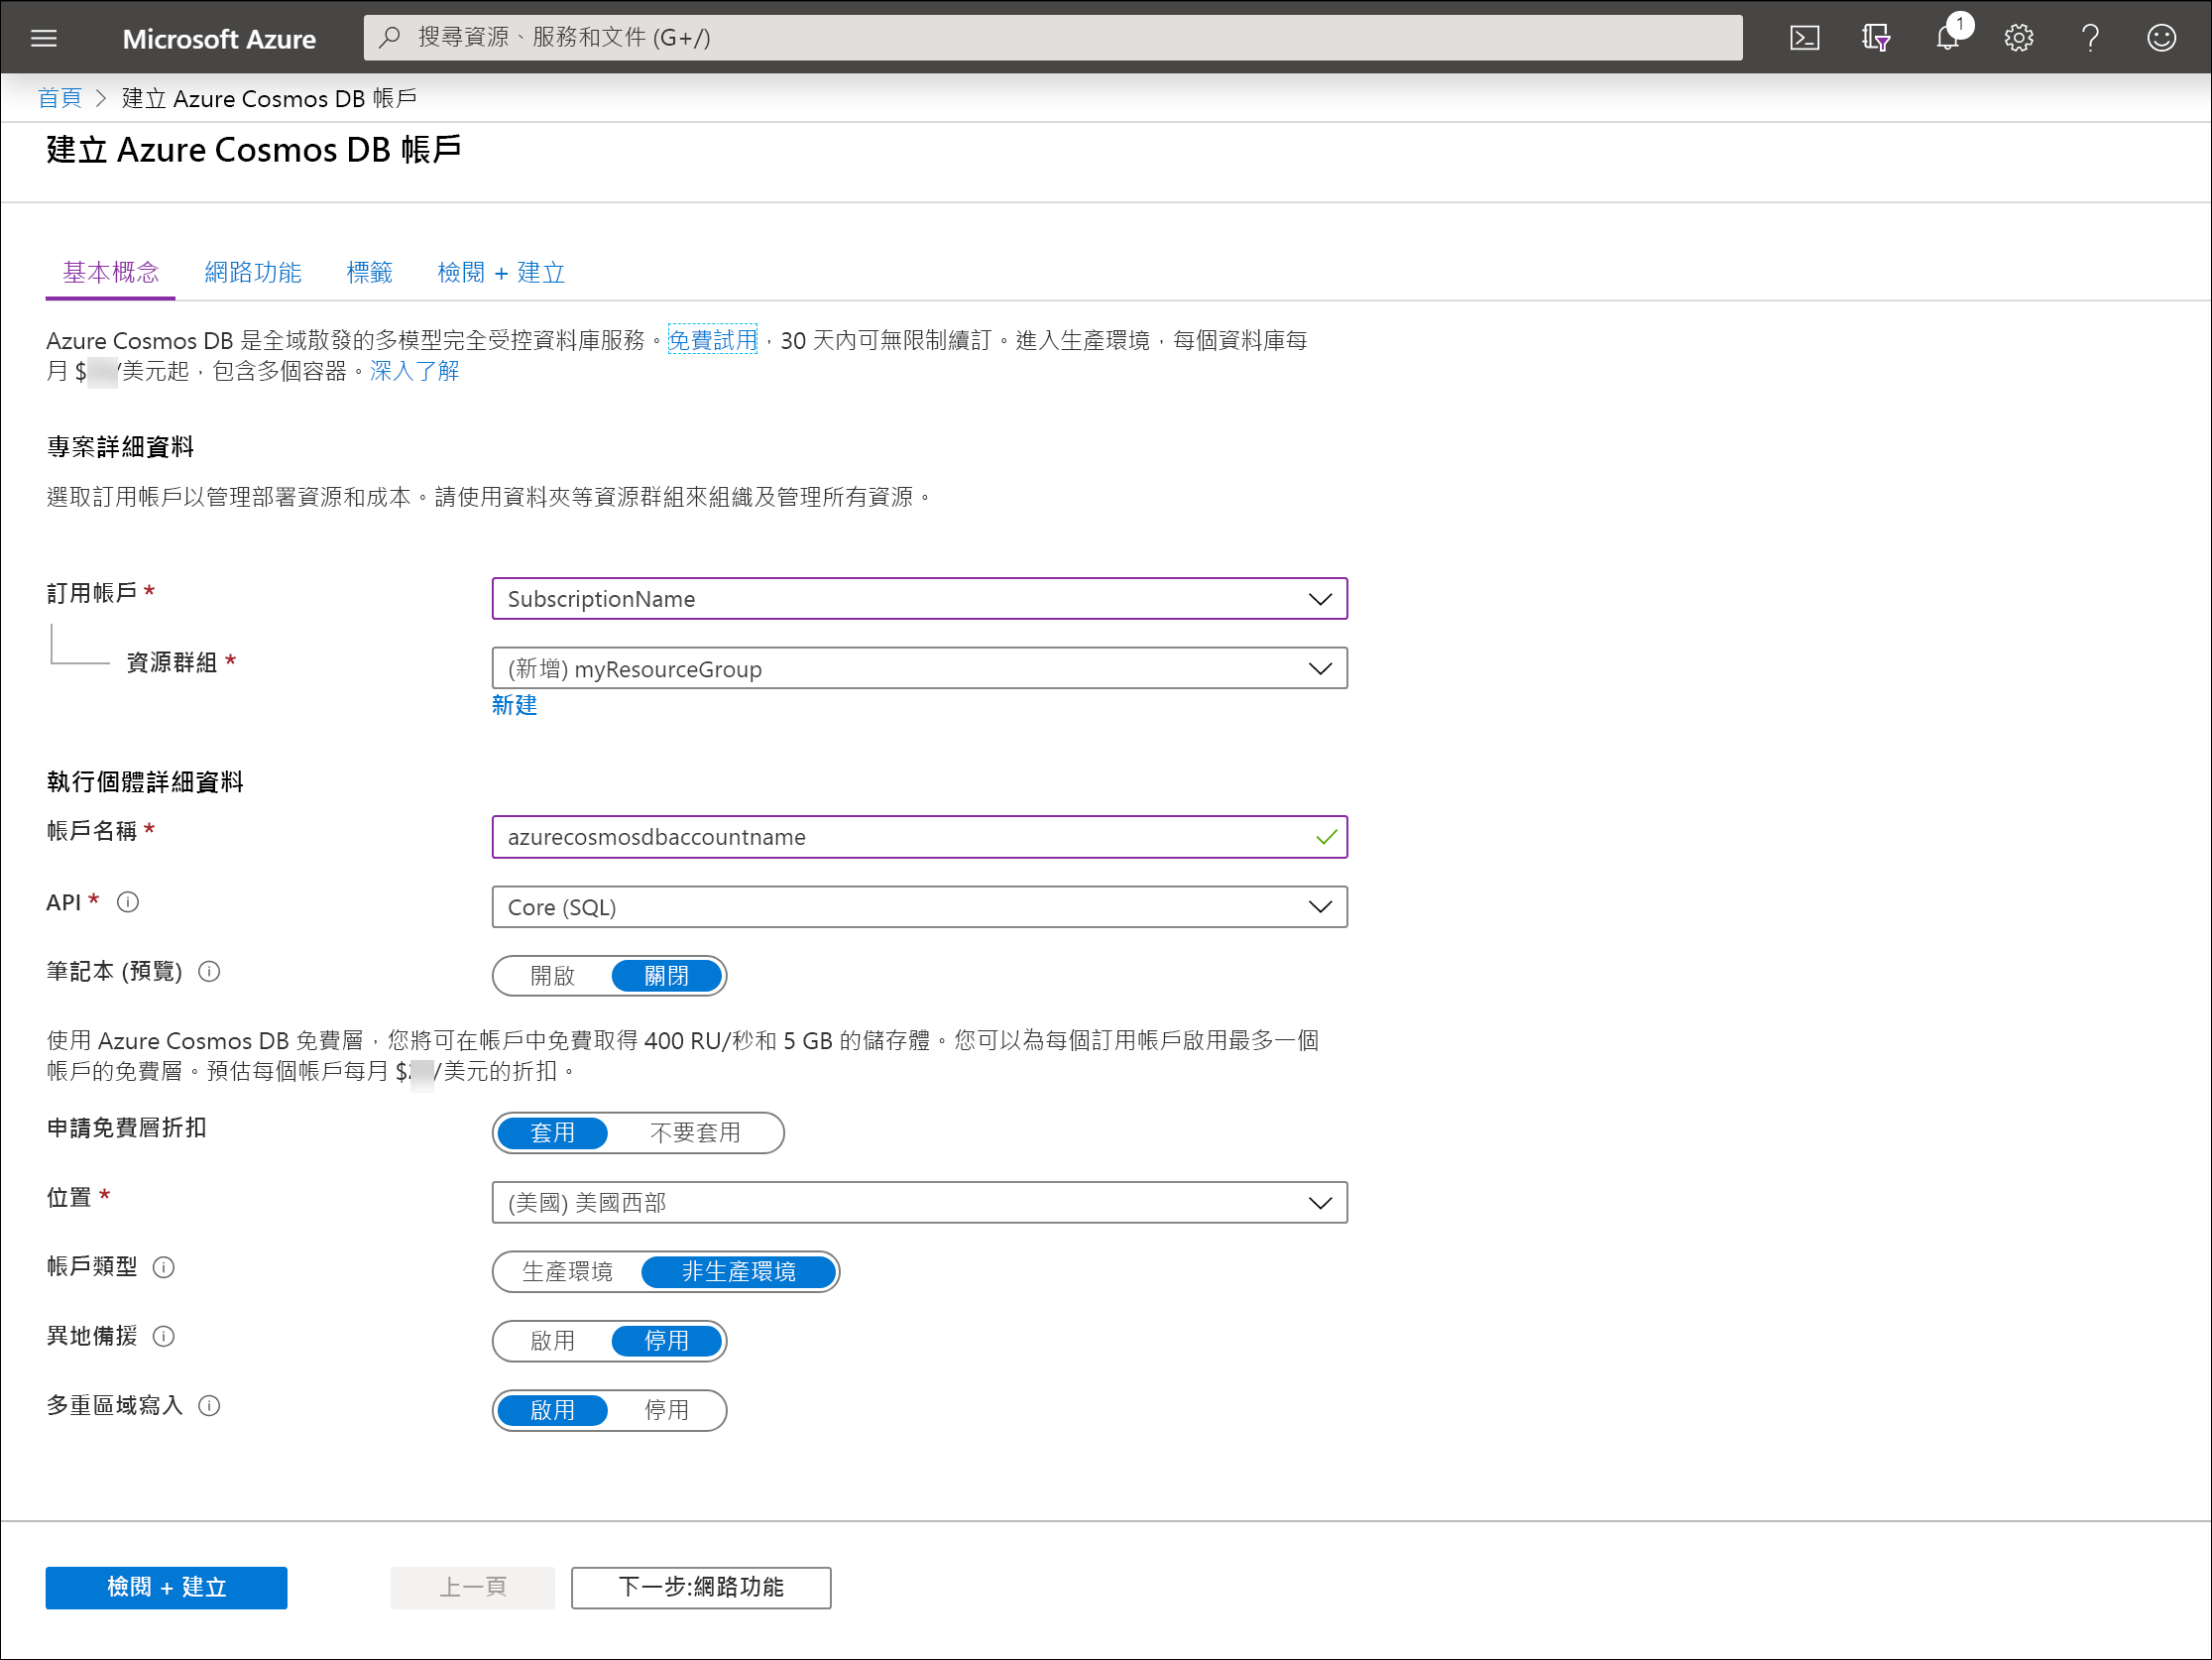 Microsoft Azure
搜尋資源、服務和文件 (G+/)
1
首頁 > 建立 Azure Cosmos DB 帳戶
建立 Azure Cosmos DB 帳戶
基本概念 網路功能 標籤 檢閱 + 建立
Azure Cosmos DB 是全域散發的多模型完全受控資料庫服務。免費試用，30 天內可無限制續訂。進入生產環境，每個資料庫每
月 $ /美元起，包含多個容器。深入了解
專案詳細資料
選取訂用帳戶以管理部署資源和成本。請使用資料夾等資源群組來組織及管理所有資源。
訂用帳戶 *
SubscriptionName
資源群組 *
(新增) myResourceGroup
新建
執行個體詳細資料
帳戶名稱 *
azurecosmosdbaccountname
API *
Core (SQL)
筆記本 (預覽)
開啟 關閉
使用 Azure Cosmos DB 免費層，您將可在帳戶中免費取得 400 RU/秒和 5 GB 的儲存體。您可以為每個訂用帳戶啟用最多一個
帳戶的免費層。預估每個帳戶每月 $ /美元的折扣。
申請免費層折扣
套用 不要套用
位置 *
(美國) 美國西部
帳戶類型
生產環境 非生產環境
異地備援
啟用 停用
多重區域寫入
啟用 停用
檢閱 + 建立 上一頁 下一步:網路功能